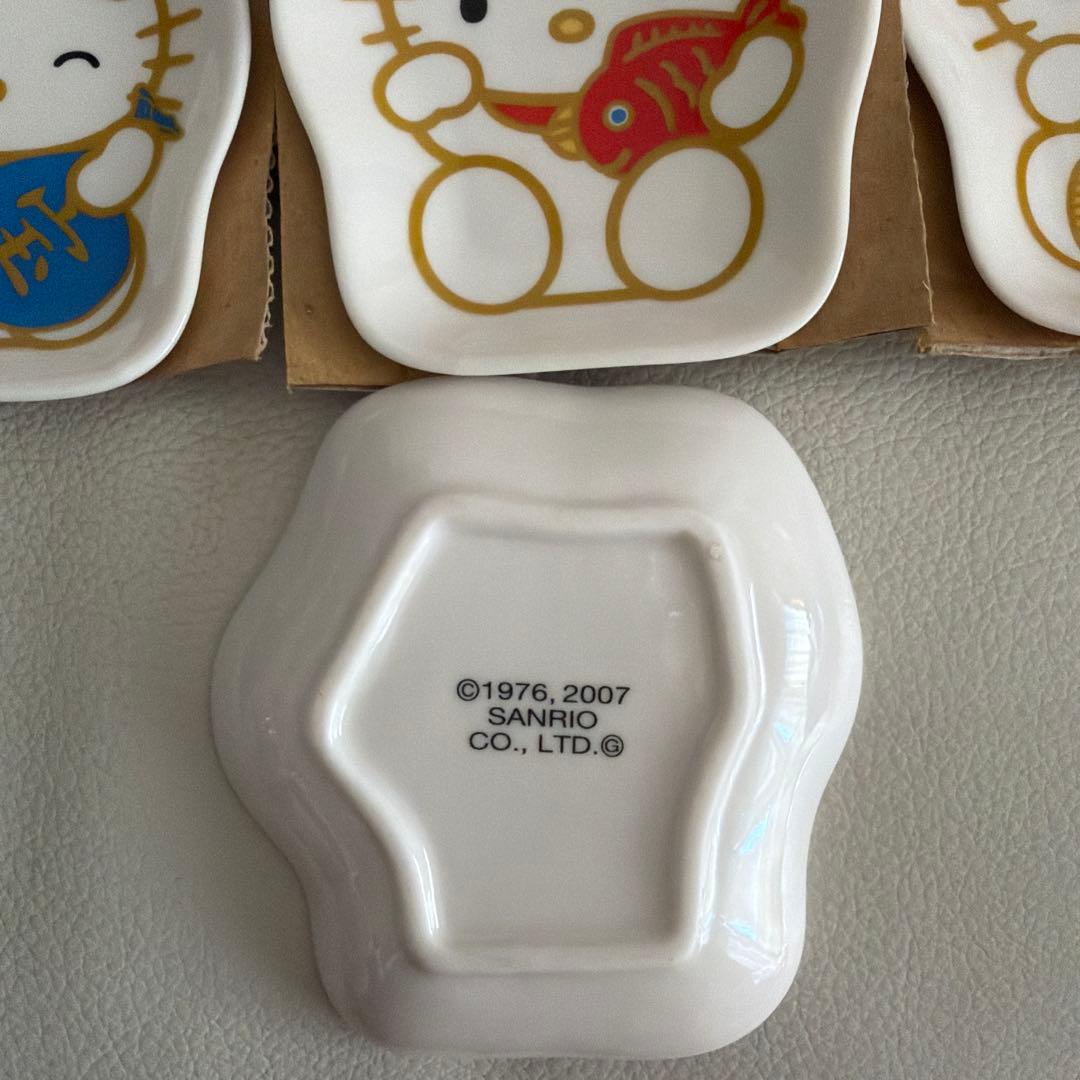 ©1976, 2007
SANRIO
CO., LTD.Ⓖ